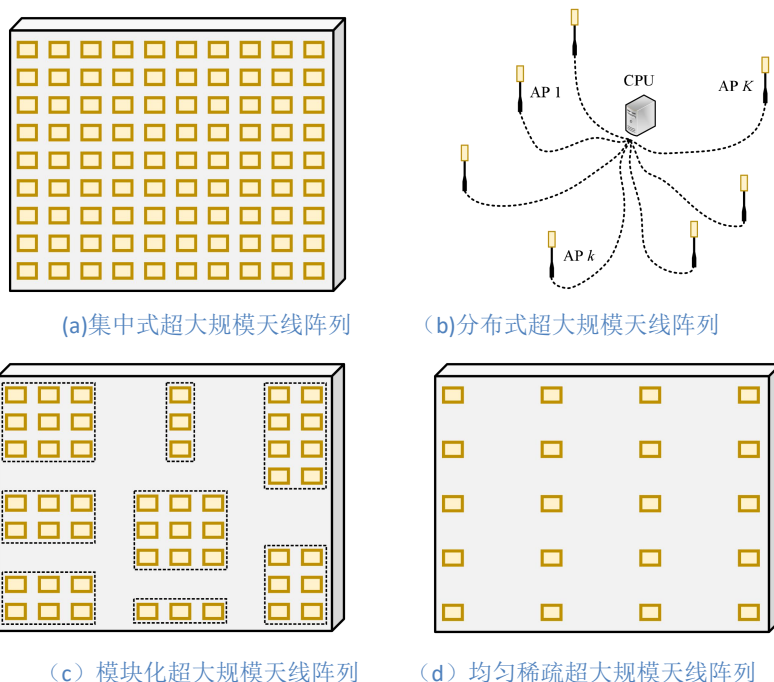 CPU
AP 1
AP K
AP k
(a)集中式超大规模天线阵列
（b)分布式超大规模天线阵列
（c）模块化超大规模天线阵列
（d）均匀稀疏超大规模天线阵列